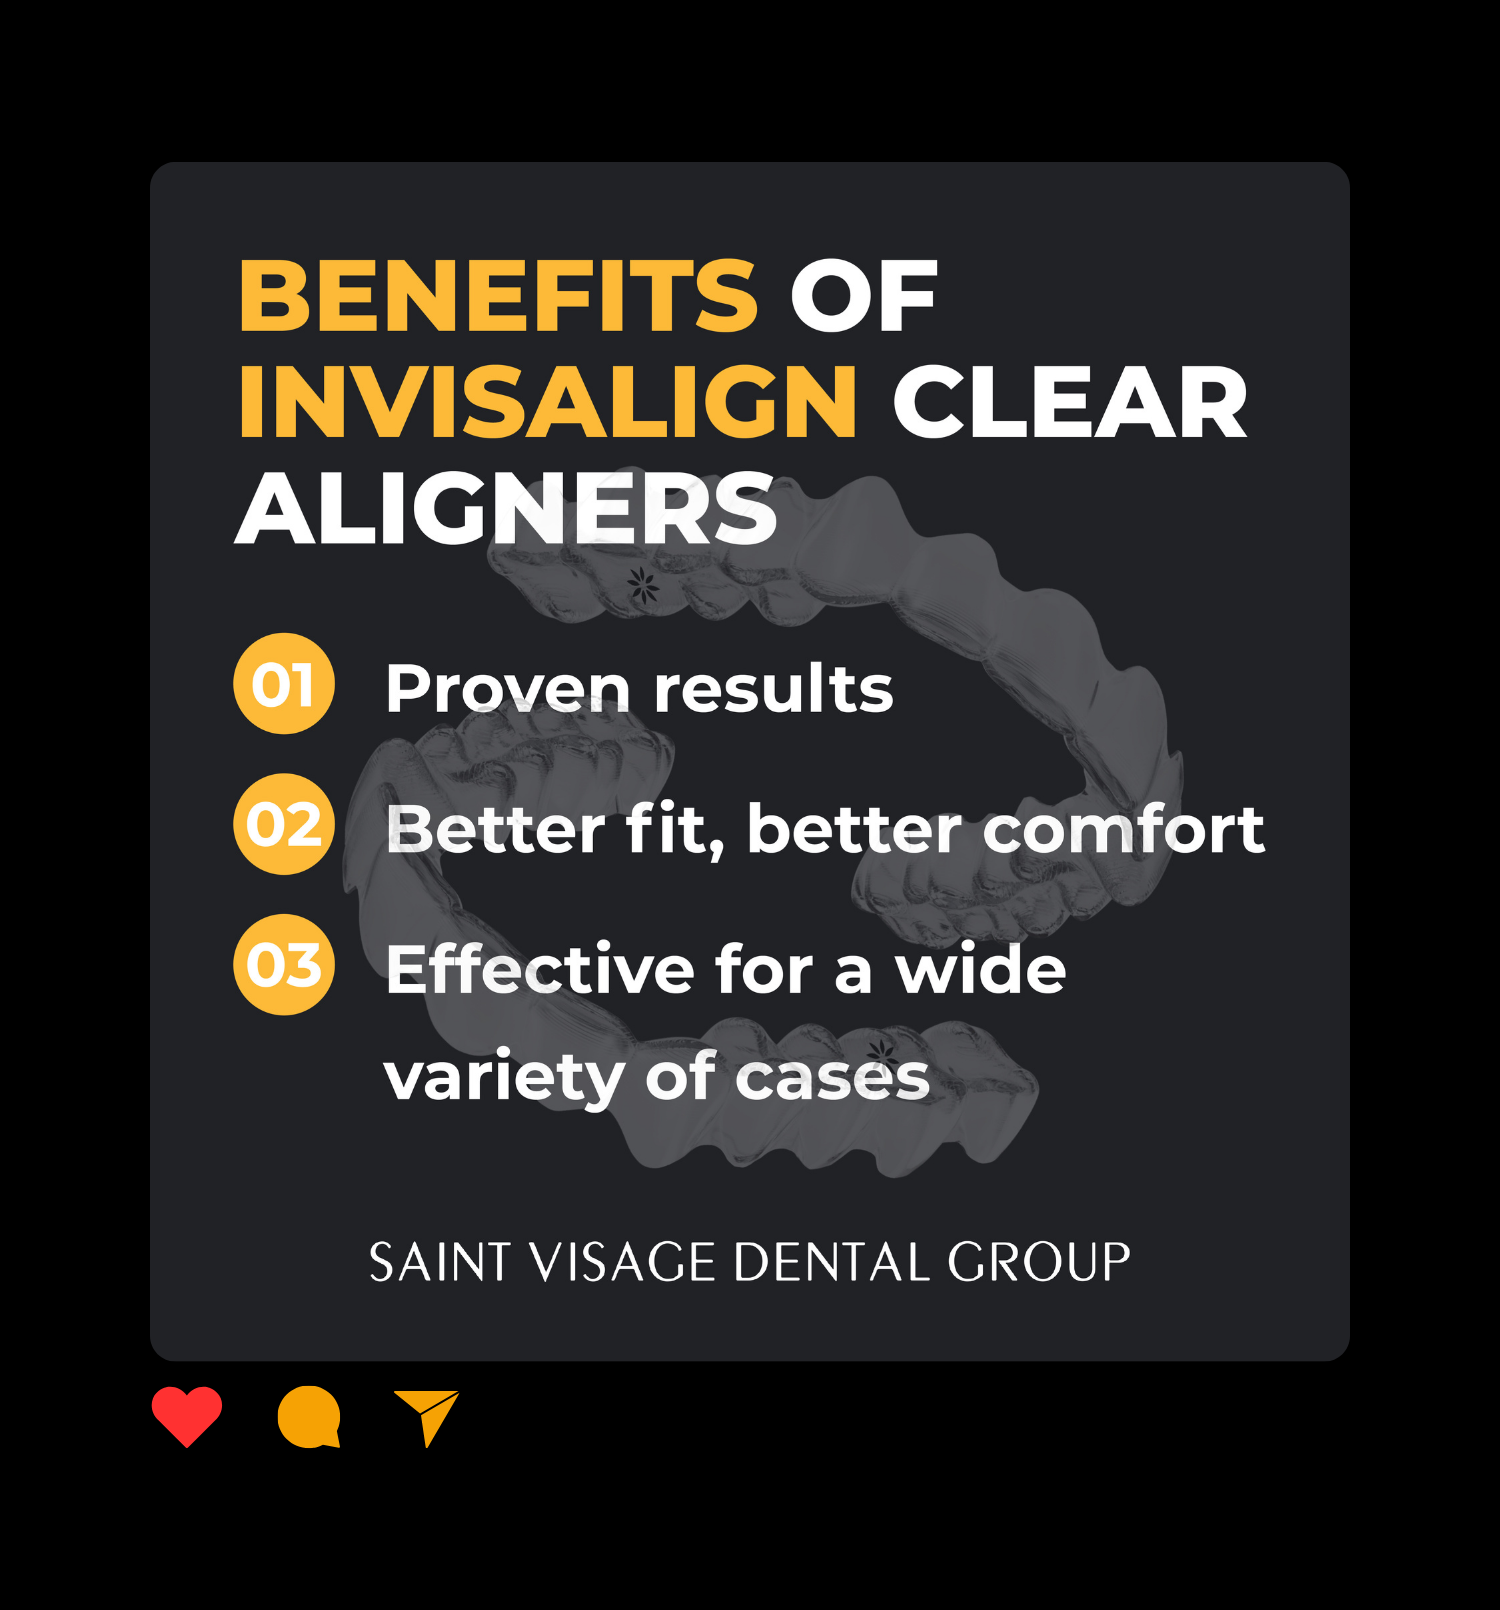 BENEFITS OF
INVISALIGN CLEAR
ALIGNERS
01 Proven results
02 Better fit, better comfort
03 Effective for a wide
variety of cases
SAINT VISAGE DENTAL GROUP